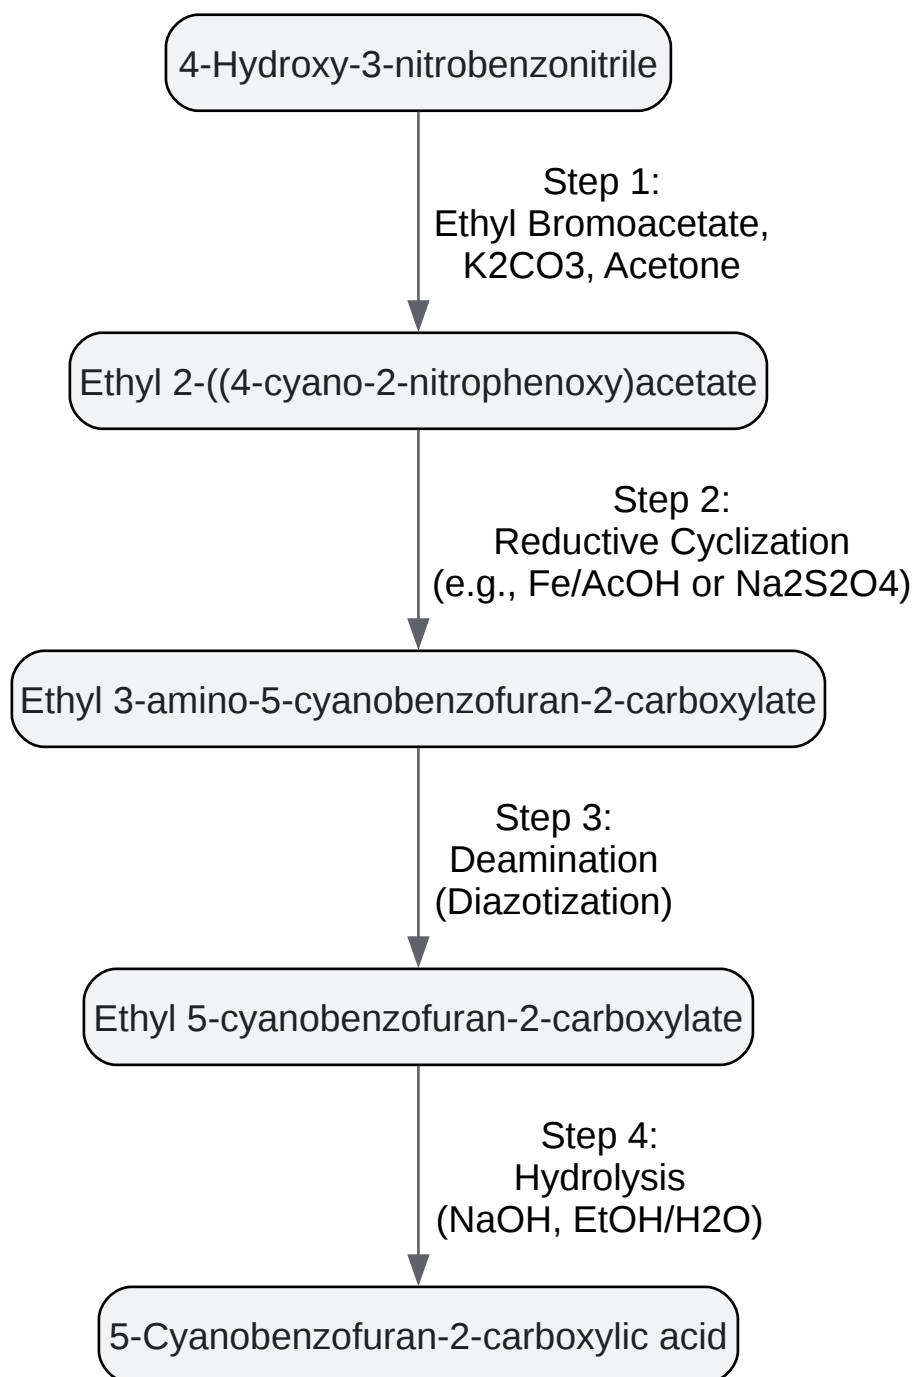 4-Hydroxy-3-nitrobenzonitrile
Step 1:
Ethyl Bromoacetate,
K2CO3, Acetone
Ethyl 2-((4-cyano-2-nitrophenoxy)acetate
Step 2:
Reductive Cyclization
(e.g., Fe/AcOH or Na2S2O4)
Ethyl 3-amino-5-cyanobenzofuran-2-carboxylate
Step 3:
Deamination
(Diazotization)
Ethyl 5-cyanobenzofuran-2-carboxylate
Step 4:
Hydrolysis
(NaOH, EtOH/H2O)
5-Cyanobenzofuran-2-carboxylic acid